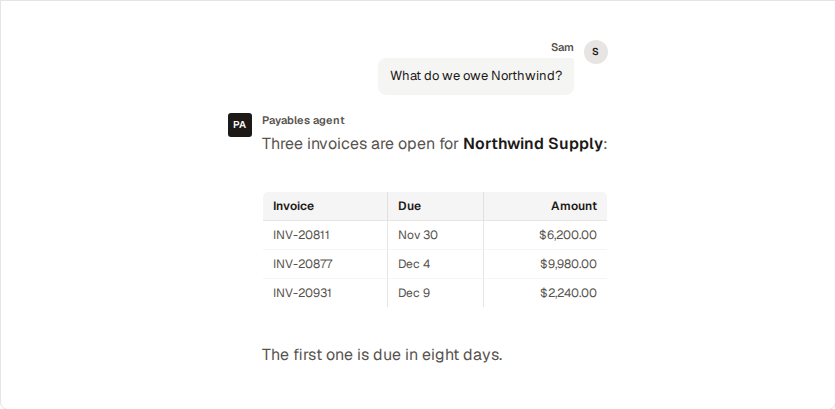 Sam
S
What do we owe Northwind?
PA
Payables agent
Three invoices are open for Northwind Supply:
Invoice Due Amount
INV-20811 Nov 30 $6,200.00
INV-20877 Dec 4 $9,980.00
INV-20931 Dec 9 $2,240.00
The first one is due in eight days.